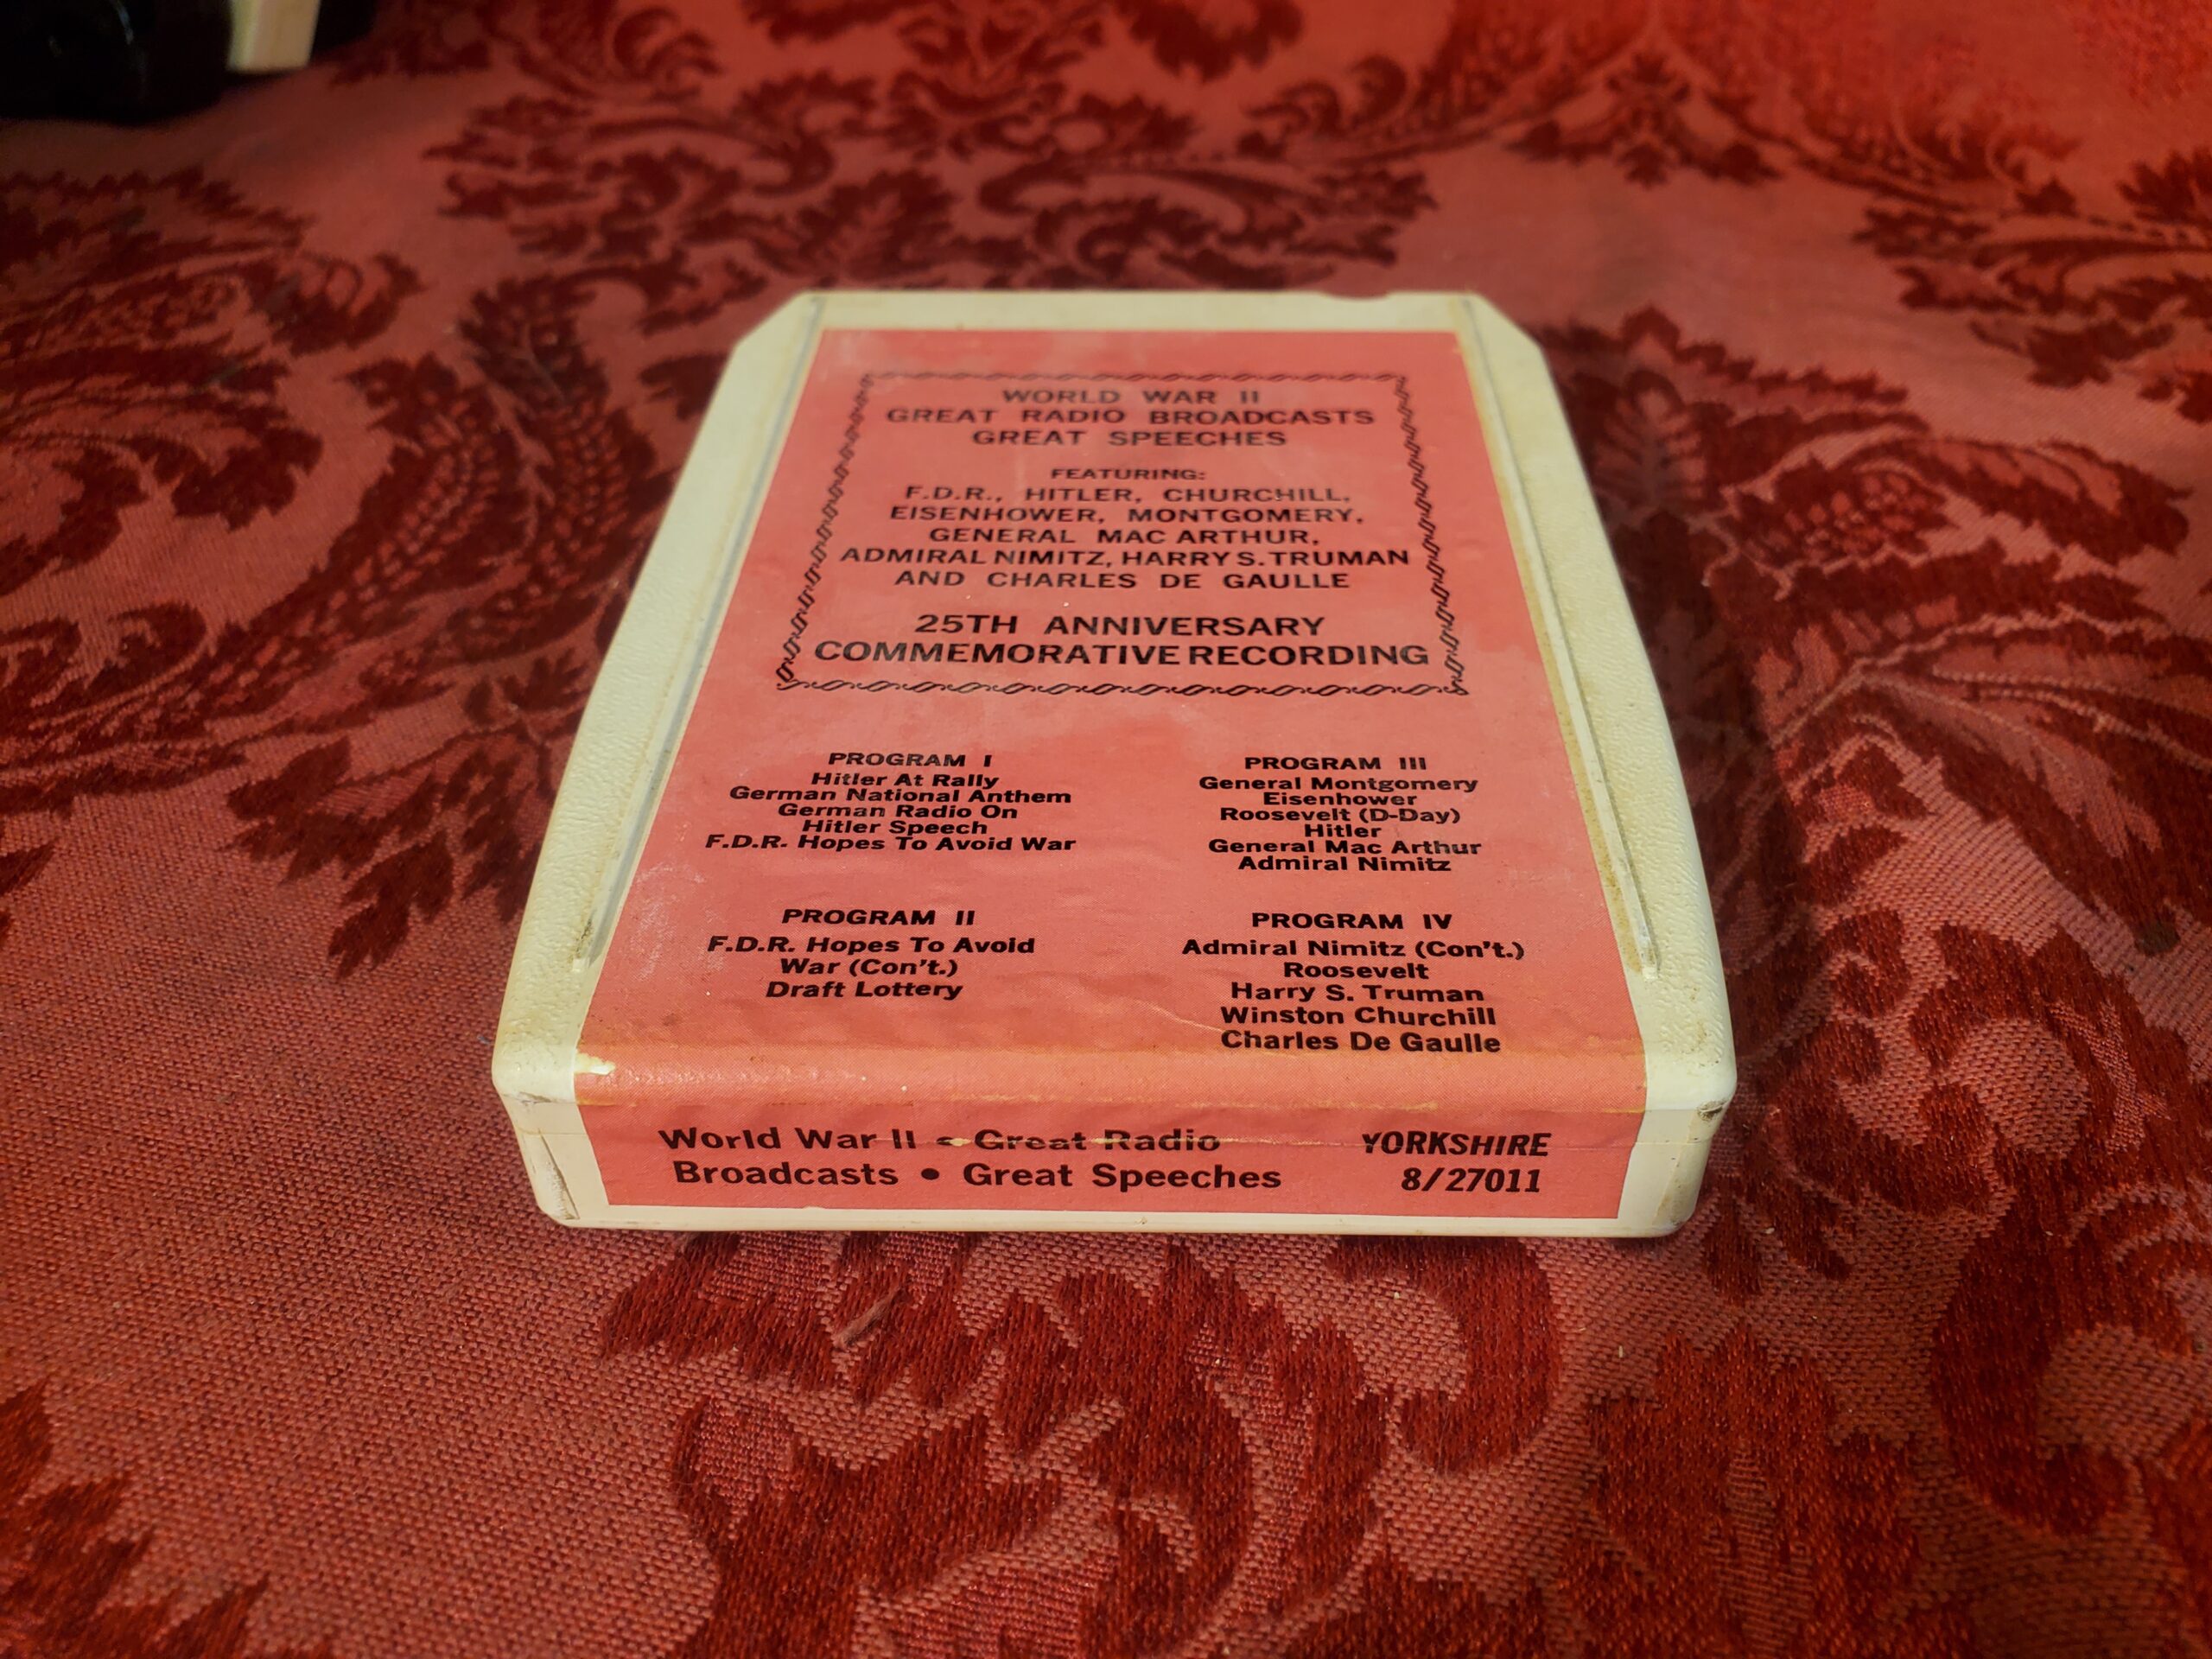 WORLD WAR II
GREAT RADIO BROADCASTS
GREAT SPEECHES
FEATURING:
F.D.R., HITLER, CHURCHILL,
EISENHOWER, MONTGOMERY,
GENERAL MAC ARTHUR,
ADMIRAL NIMITZ, HARRY S. TRUMAN
AND CHARLES DE GAULLE
25TH ANNIVERSARY
COMMEMORATIVE RECORDING
PROGRAM I
Hitler At Rally
German National Anthem
German Radio On
Hitler Speech
F.D.R. Hopes To Avoid War
PROGRAM II
F.D.R. Hopes To Avoid
War (Con't.)
Draft Lottery
PROGRAM III
General Montgomery
Eisenhower
Roosevelt (D-Day)
Hitler
General Mac Arthur
Admiral Nimitz
PROGRAM IV
Admiral Nimitz (Con't.)
Roosevelt
Harry S. Truman
Winston Churchill
Charles De Gaulle
World War II • Great Radio
Broadcasts • Great Speeches
YORKSHIRE
8/27011